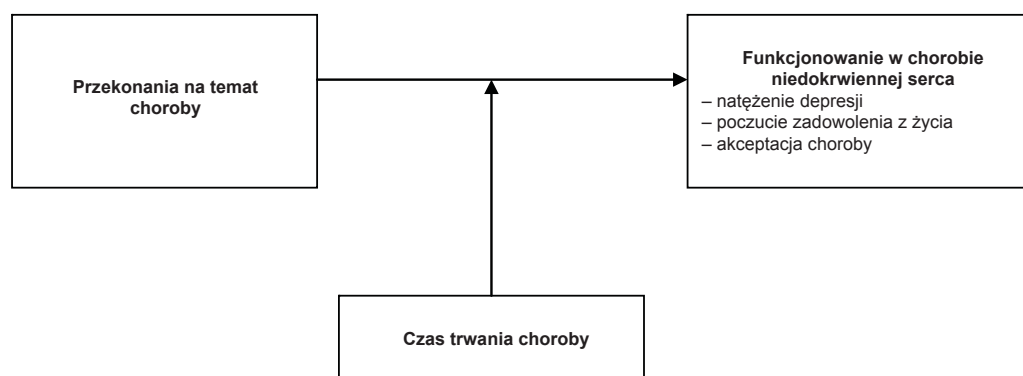 Przekonania na temat
choroby
Funkcjonowanie w chorobie
niedokrwiennej serca
– natężenie depresji
– poczucie zadowolenia z życia
– akceptacja choroby
Czas trwania choroby